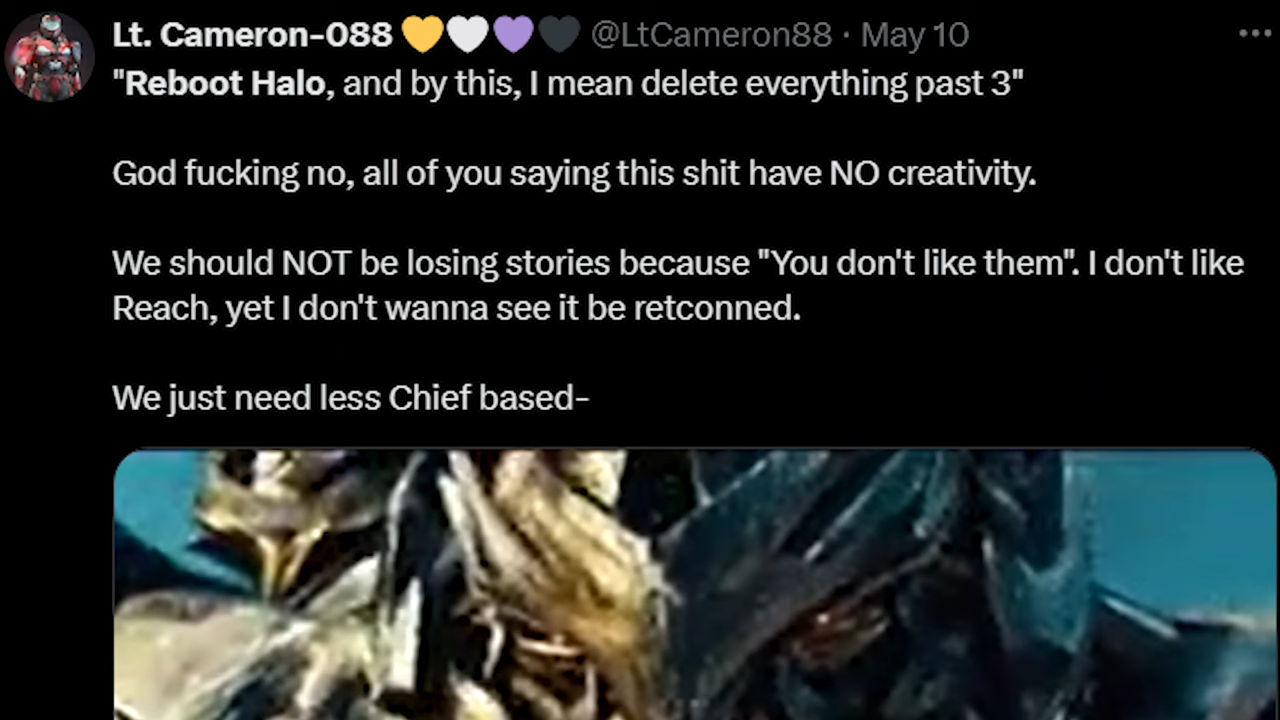 Lt. Cameron-088 💛🤍💜🖤 @LtCameron88 · May 10
"Reboot Halo, and by this, I mean delete everything past 3"
God fucking no, all of you saying this shit have NO creativity.
We should NOT be losing stories because "You don't like them". I don't like
Reach, yet I don't wanna see it be retconned.
We just need less Chief based-